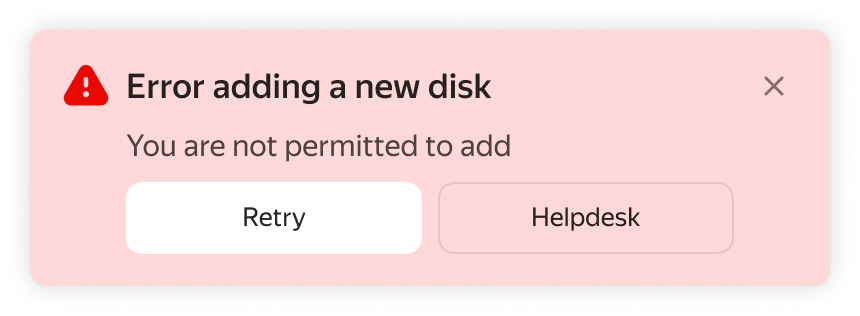 Error adding a new disk
You are not permitted to add
Retry
Helpdesk